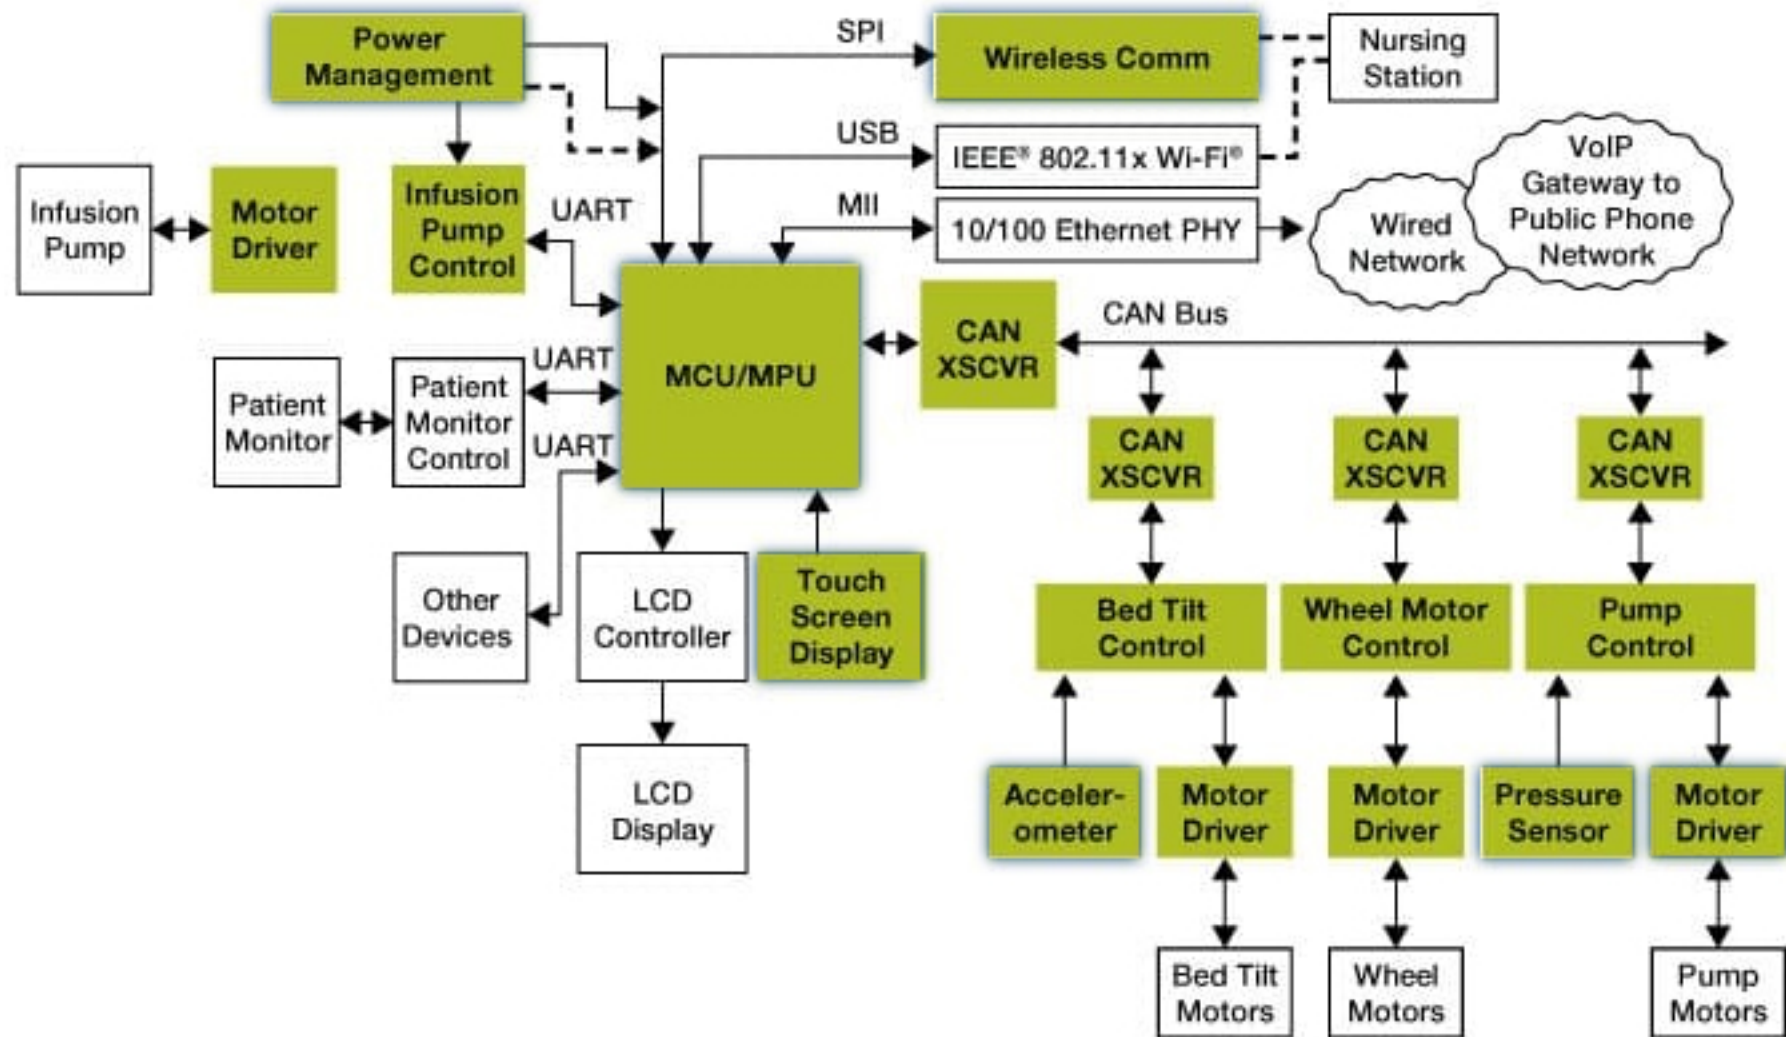 Power
Management
SPI
Wireless Comm
Nursing
Station
USB
IEEE® 802.11x Wi-Fi®
VoIP
Gateway to
Public Phone
Network
Infusion
Pump
Motor
Driver
Infusion
Pump
Control
UART
MII
10/100 Ethernet PHY
Wired
Network
MCU/MPU
CAN
XSCVR
CAN Bus
Patient
Monitor
Patient
Monitor
Control
UART
UART
CAN
XSCVR
CAN
XSCVR
CAN
XSCVR
Other
Devices
LCD
Controller
Touch
Screen
Display
Bed Tilt
Control
Wheel Motor
Control
Pump
Control
LCD
Display
Acceler-
ometer
Motor
Driver
Motor
Driver
Pressure
Sensor
Motor
Driver
Bed Tilt
Motors
Wheel
Motors
Pump
Motors